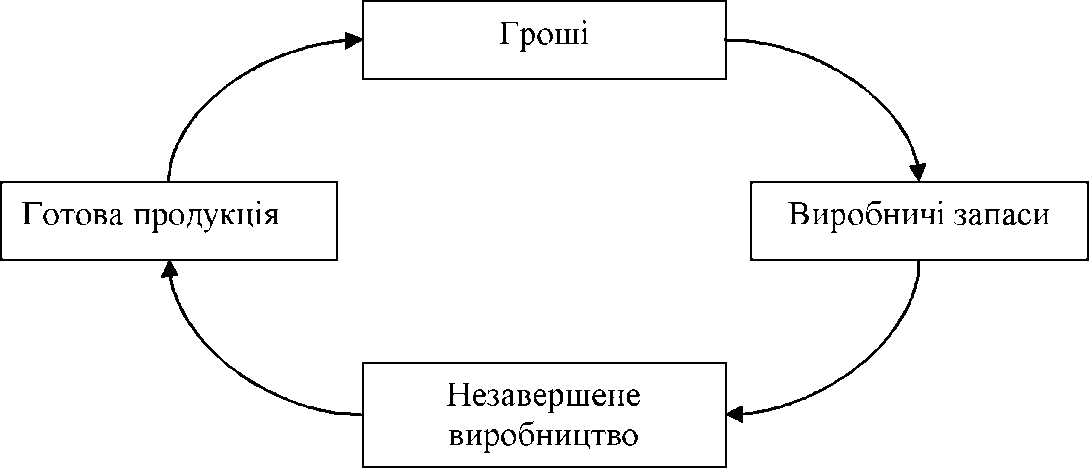 Гроші
Готова продукція
Виробничі запаси
Незавершене
виробництво